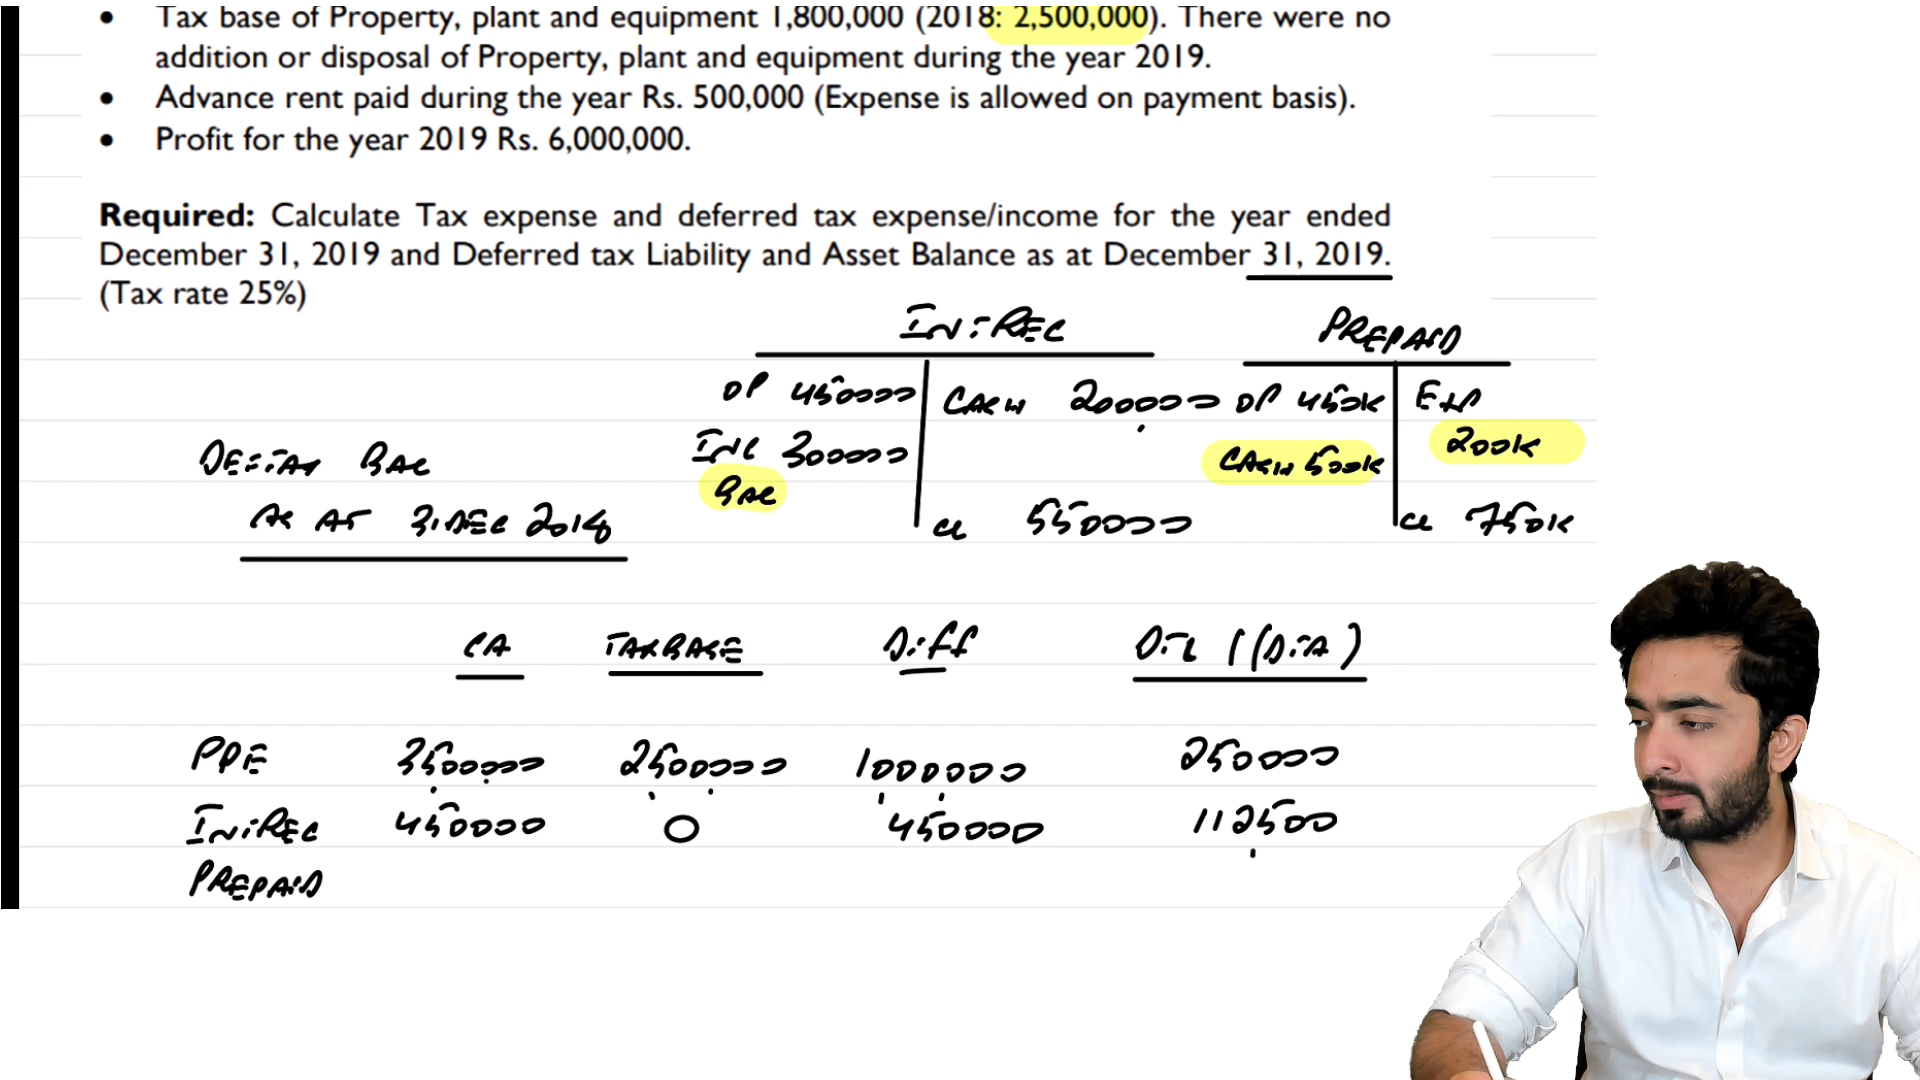 • Tax base of Property, plant and equipment 1,800,000 (2018: 2,500,000). There were no
addition or disposal of Property, plant and equipment during the year 2019.
• Advance rent paid during the year Rs. 500,000 (Expense is allowed on payment basis).
• Profit for the year 2019 Rs. 6,000,000.
Required: Calculate Tax expense and deferred tax expense/income for the year ended
December 31, 2019 and Deferred tax Liability and Asset Balance as at December 31, 2019.
(Tax rate 25%)
INT REC
OP 450000 CASH 200000
INC 300000
BAL
CL 550000
PREPAID
OP 450K EXP
CASH 500K 200K
CL 750K
DEF TAX BAL
AS AT 31 DEC 2018
CA TAX BASE Diff DTL /(DTA)
PPE 3500000 2500000 1000000 250000
INT REC 450000 0 450000 112500
PREPAID